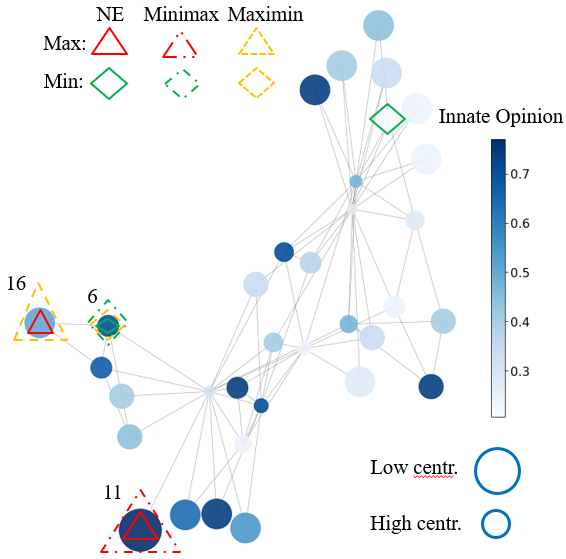 NE Minimax Maximin
Max:
Min:
Innate Opinion
0.7
0.6
0.5
0.4
0.3
16
6
11
Low centr.
High centr.